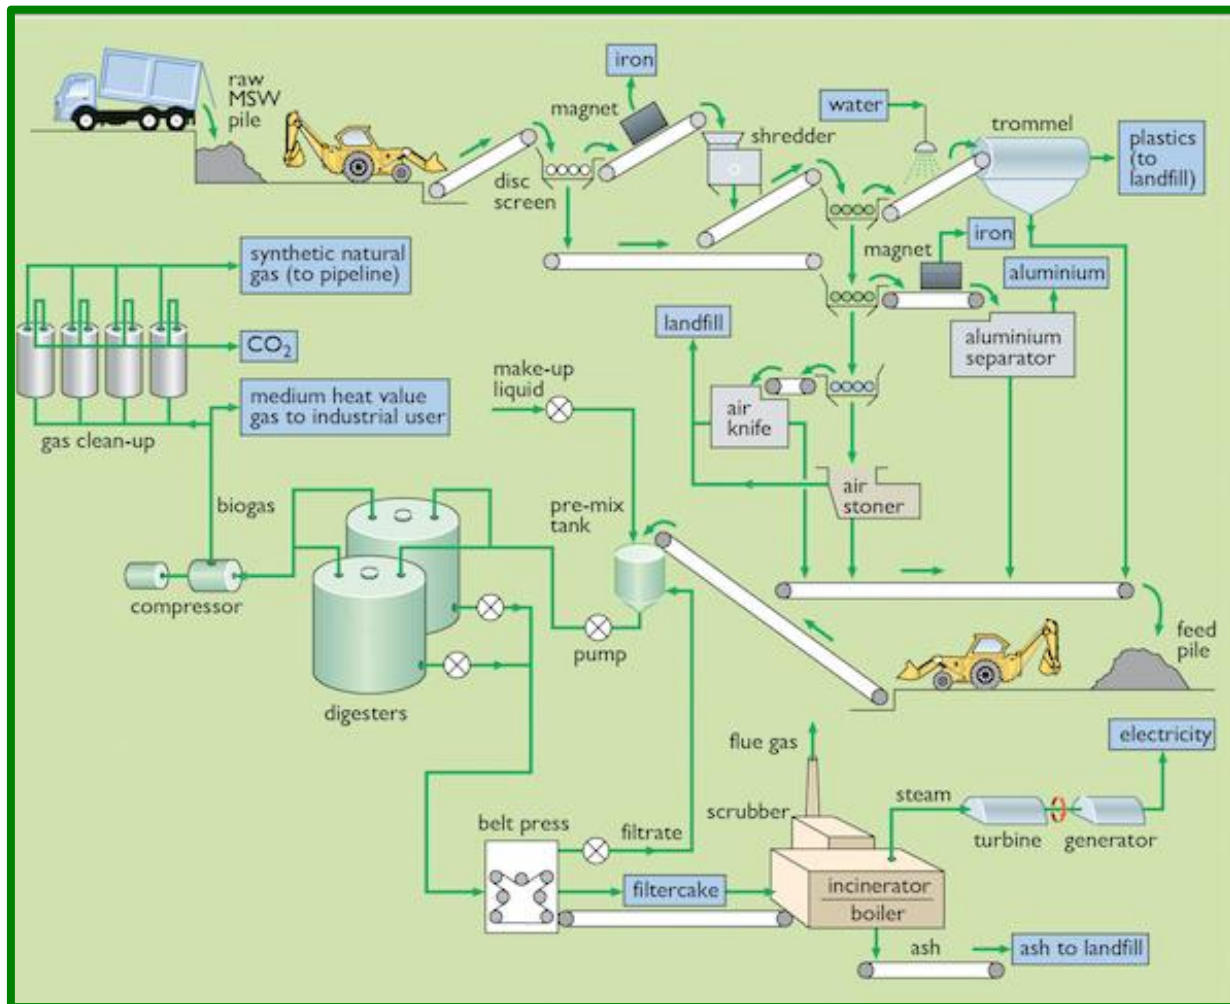 raw
MSW
pile
iron
magnet
shredder
disc
screen
water
trommel
plastics
(to
landfill)
magnet
iron
aluminium
aluminium
separator
synthetic natural
gas (to pipeline)
CO₂
medium heat value
gas to industrial user
gas clean-up
landfill
make-up
liquid
air
knife
air
stoner
biogas
pre-mix
tank
compressor
pump
digesters
feed
pile
flue gas
electricity
steam
scrubber
turbine
generator
belt press
filtrate
filtercake
incinerator
boiler
ash
ash to landfill